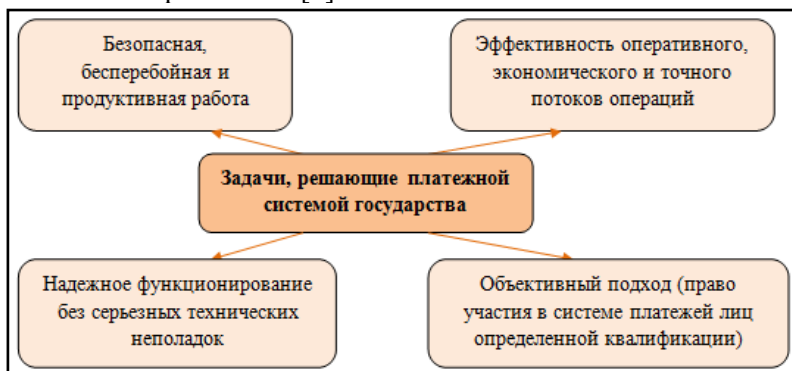 Безопасная,
бесперебойная и
продуктивная работа
Эффективность оперативного,
экономического и точного
потоков операций
Задачи, решающие платежной
системой государства
Надежное функционирование
без серьезных технических
неполадок
Объективный подход (право
участия в системе платежей лиц
определенной квалификации)